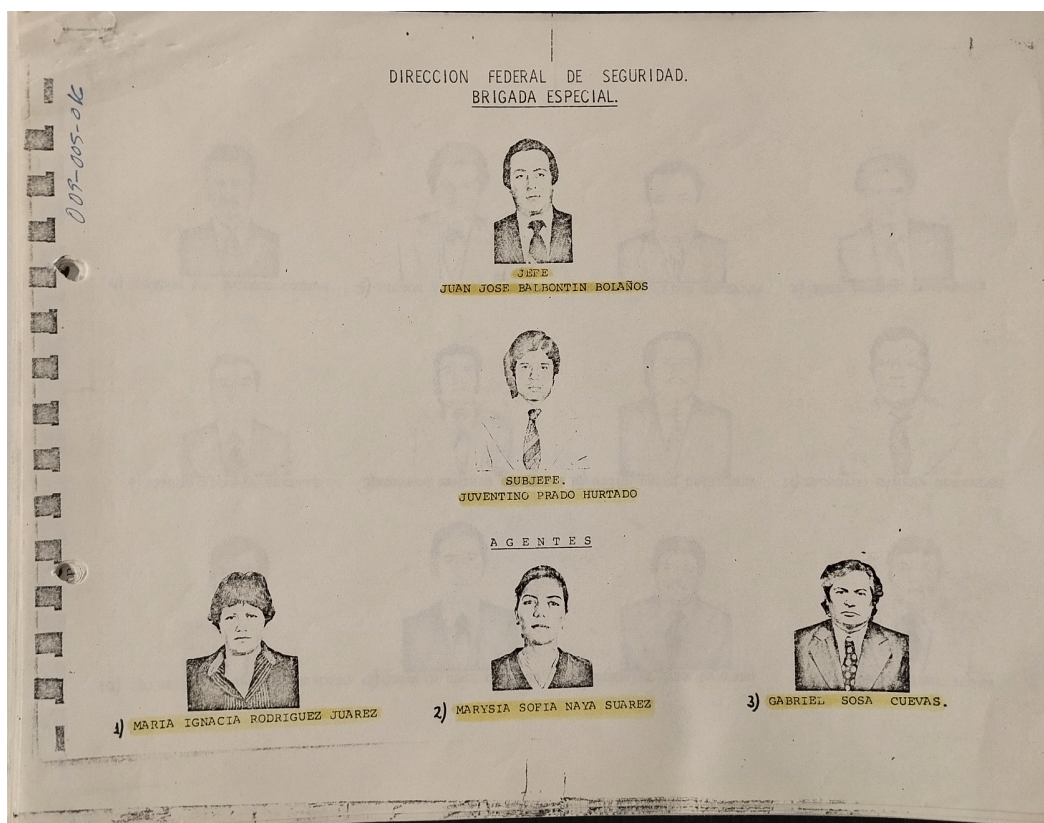 009-005-016
DIRECCION FEDERAL DE SEGURIDAD.
BRIGADA ESPECIAL.
JEFE
JUAN JOSE BALBONTIN BOLAÑOS
SUBJEFE.
JUVENTINO PRADO HURTADO
AGENTES
1) MARIA IGNACIA RODRIGUEZ JUAREZ
2) MARYSIA SOFIA NAYA SUAREZ
3) GABRIEL SOSA CUEVAS.